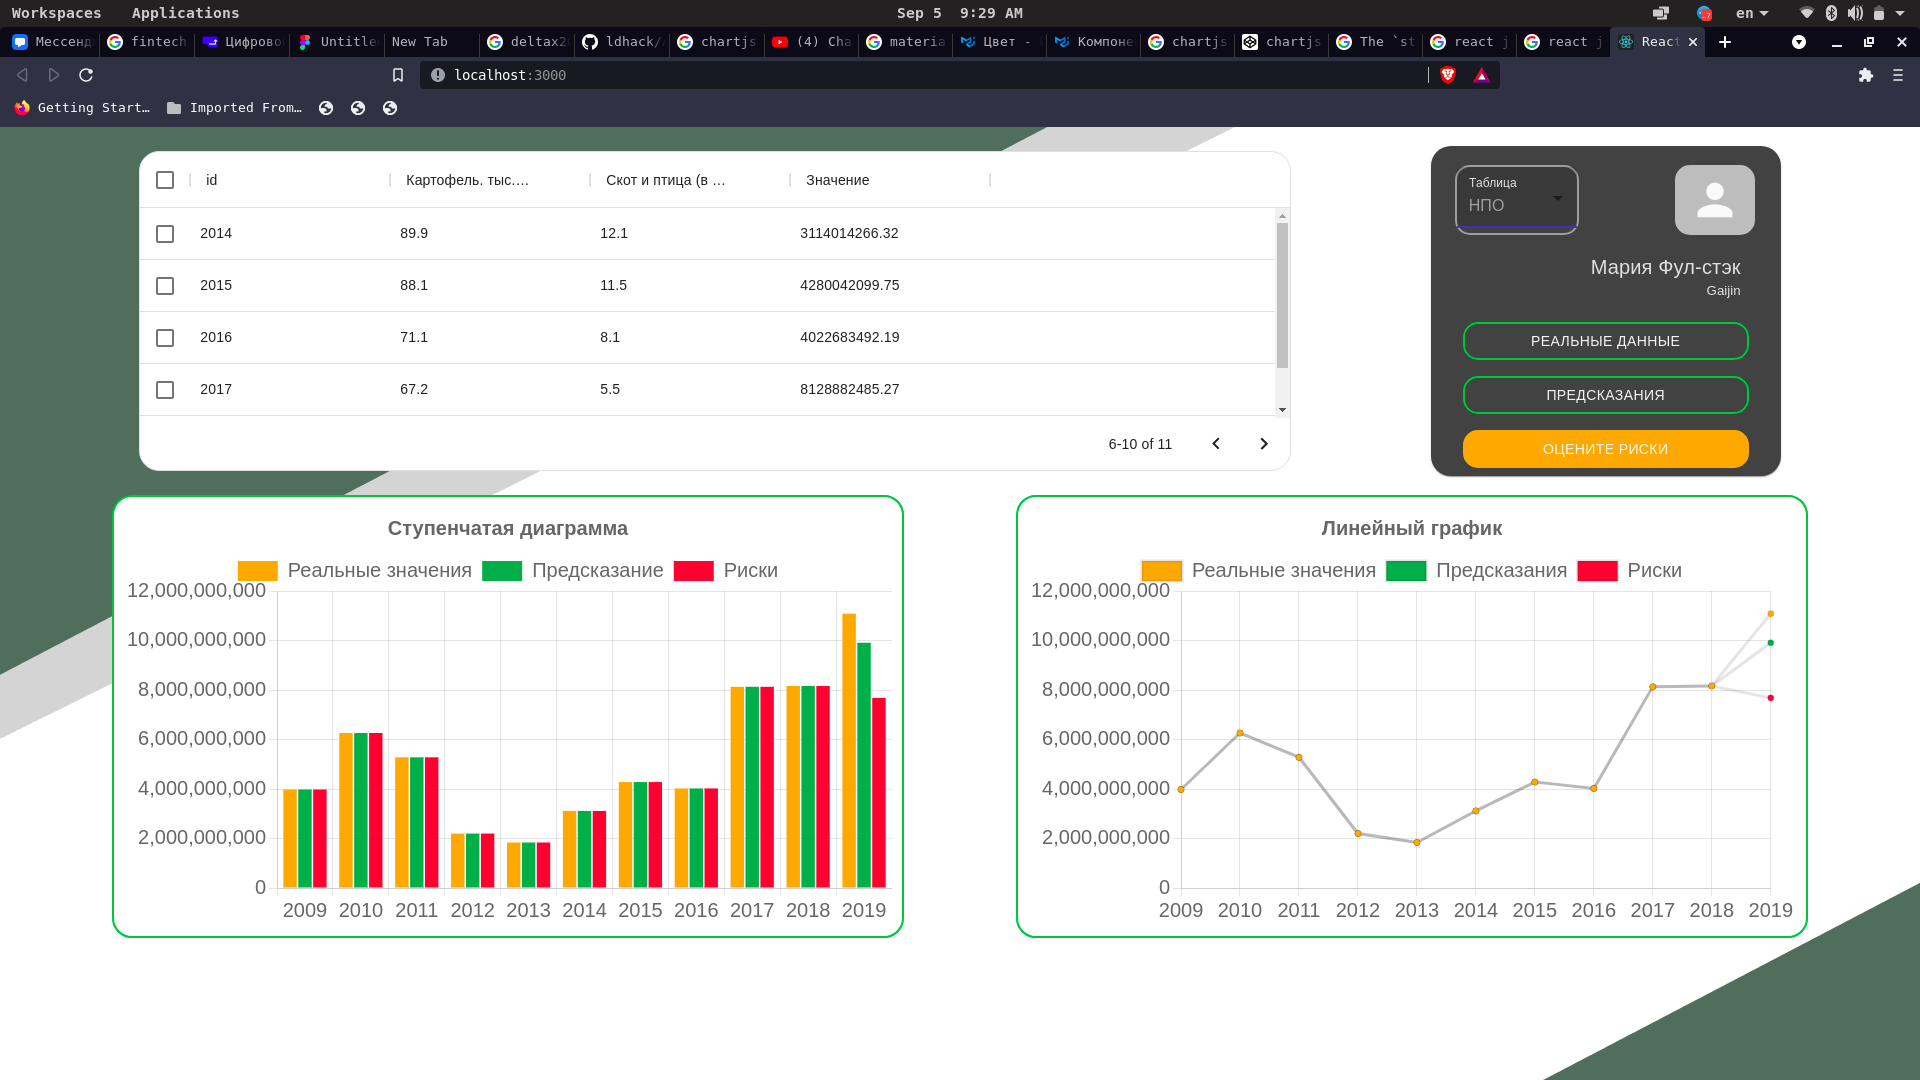 Workspaces Applications Sep 5 9:29 AM en
Мессенд fintech Цифрово Untitle New Tab deltax2 ldhack/ chartjs (4) Cha materia Цвет - Компоне chartjs chartjs The `st react j react j React
localhost:3000
Getting Start… Imported From…
id Картофель. тыс.… Скот и птица (в … Значение
2014 89.9 12.1 3114014266.32
2015 88.1 11.5 4280042099.75
2016 71.1 8.1 4022683492.19
2017 67.2 5.5 8128882485.27
6-10 of 11
Таблица
НПО
Мария Фул-стэк
Gaijin
РЕАЛЬНЫЕ ДАННЫЕ
ПРЕДСКАЗАНИЯ
ОЦЕНИТЕ РИСКИ
Ступенчатая диаграмма
Реальные значения Предсказание Риски
12,000,000,000
10,000,000,000
8,000,000,000
6,000,000,000
4,000,000,000
2,000,000,000
0
2009 2010 2011 2012 2013 2014 2015 2016 2017 2018 2019
Линейный график
Реальные значения Предсказания Риски
12,000,000,000
10,000,000,000
8,000,000,000
6,000,000,000
4,000,000,000
2,000,000,000
0
2009 2010 2011 2012 2013 2014 2015 2016 2017 2018 2019